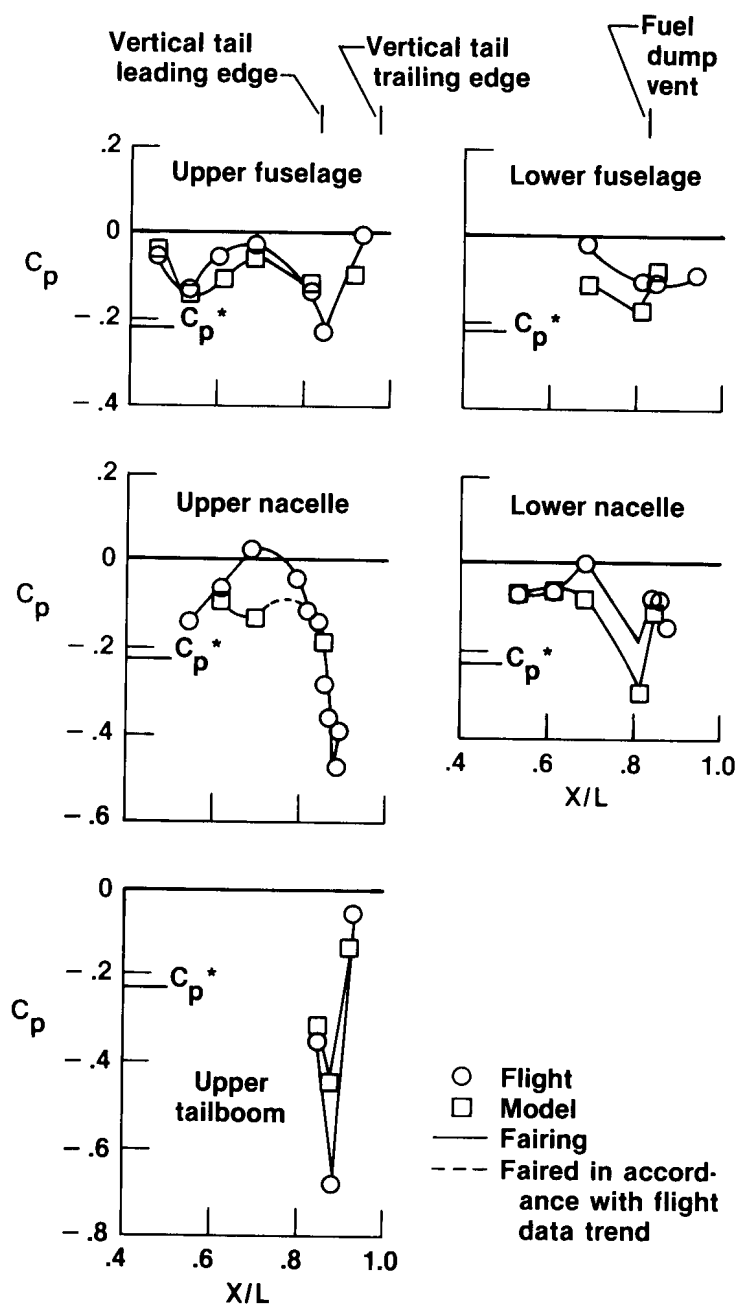 Vertical tail
leading edge
Vertical tail
trailing edge
Fuel
dump
vent
.2
0
Cp
– .2
– .4
Upper fuselage
Cp*
Lower fuselage
Cp*
.2
0
Cp
– .2
– .4
– .6
Upper nacelle
Cp*
Lower nacelle
Cp*
.4 .6 .8 1.0
X/L
0
– .2
Cp
– .4
– .6
– .8
Cp*
Upper
tailboom
.4 .6 .8 1.0
X/L
Flight
Model
Fairing
Faired in accord-
ance with flight
data trend